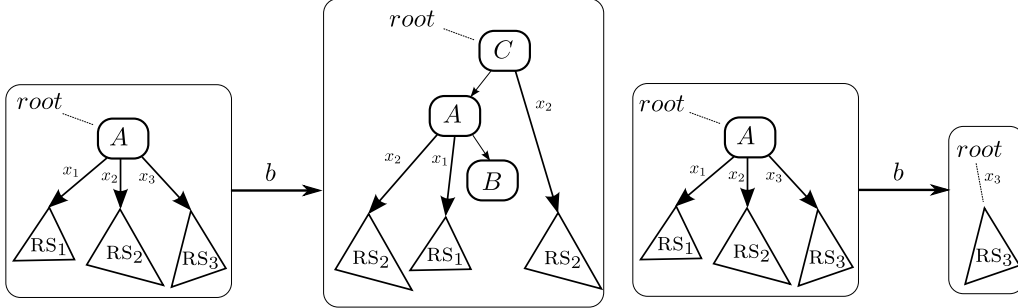 root
A
x₁ x₂ x₃
RS₁ RS₂ RS₃
b
root
C
A
x₂
x₂ x₁
B
RS₂ RS₁ RS₂
root
A
x₁ x₂ x₃
RS₁ RS₂ RS₃
b
root
x₃
RS₃